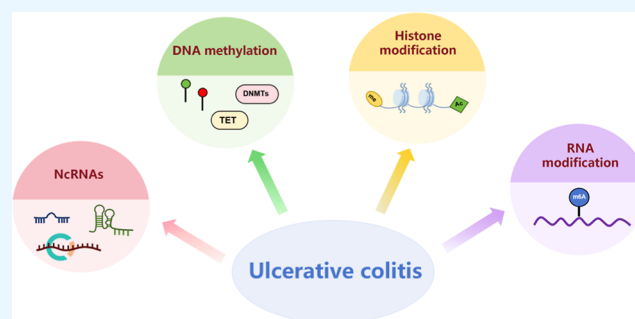 DNA methylation
DNMTs
TET
Histone
modification
me
Ac
NcRNAs
RNA
modification
m6A
Ulcerative colitis